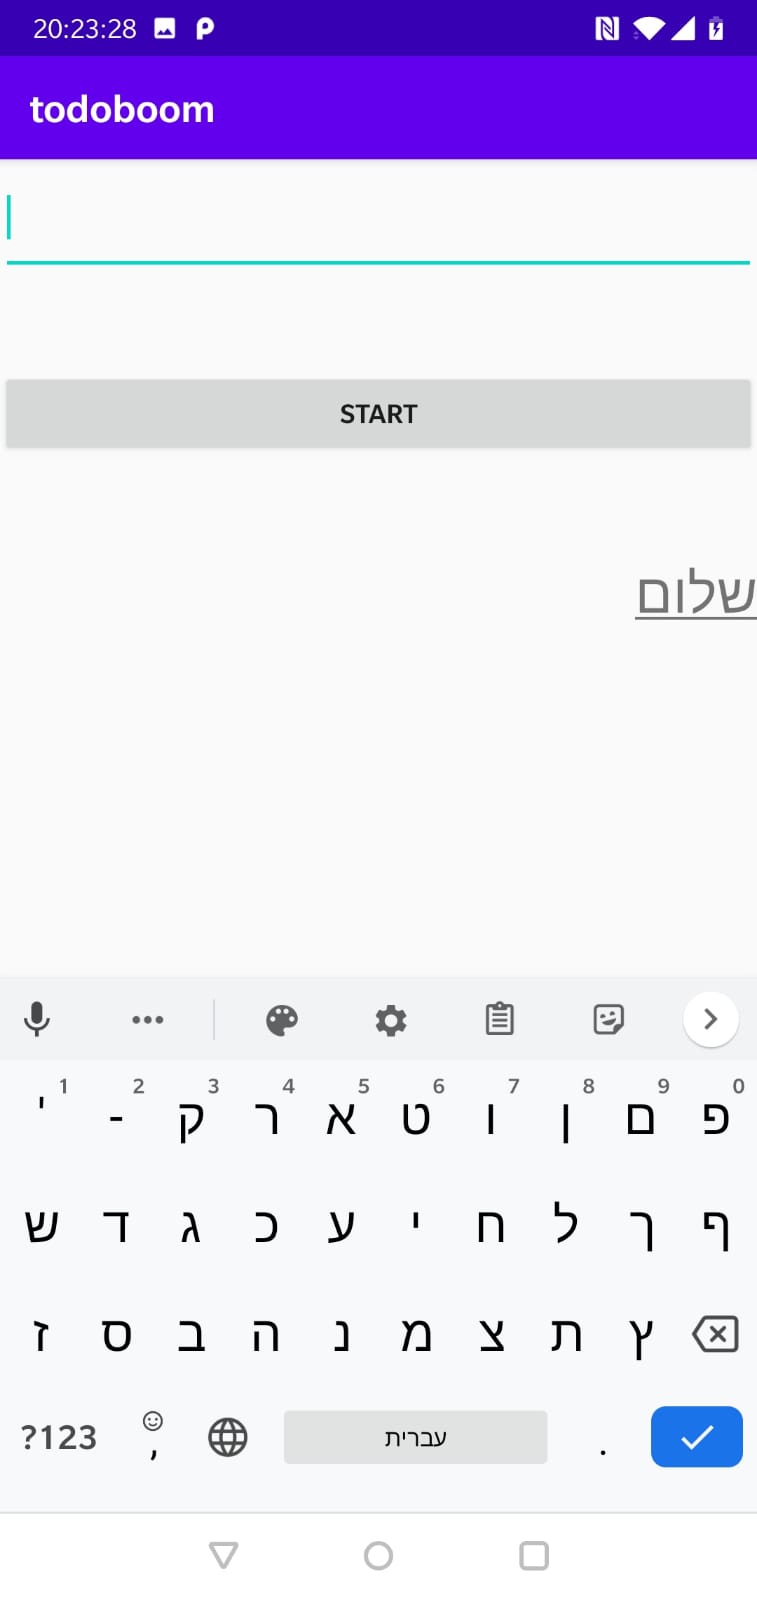 20:23:28
todoboom
START
שלום
1 2 3 4 5 6 7 8 9 0
' - ק ר א ט ו ן ם פ
ש ד ג כ ע י ח ל ך ף
ז ס ב ה נ מ צ ת ץ
?123 , עברית .